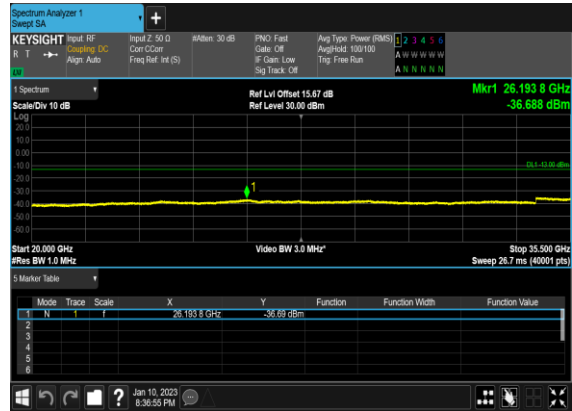 Spectrum Analyzer 1
Swept SA
+
KEYSIGHT Input: RF Input Z: 50 Ω #Atten: 30 dB PNO: Fast Avg Type: Power (RMS) 1 2 3 4 5 6
R T Coupling: DC Corr CCorr Gate: Off Avg|Hold: 100/100 A W W W W W
Align: Auto Freq Ref: Int (S) IF Gain: Low Trig: Free Run
Sig Track: Off A N N N N N
1 Spectrum Ref Lvl Offset 15.67 dB Mkr1 26.193 8 GHz
Scale/Div 10 dB Ref Level 30.00 dBm -36.688 dBm
Log
20.0
10.0
0.00
-10.0
DL1 -13.00 dBm
-20.0
-30.0
1
-40.0
-50.0
-60.0
Start 20.000 GHz Video BW 3.0 MHz* Stop 35.500 GHz
#Res BW 1.0 MHz Sweep 26.7 ms (40001 pts)
5 Marker Table
Mode Trace Scale X Y Function Function Width Function Value
1 N 1 f 26.193 8 GHz -36.69 dBm
2
3
4
5
6
? Jan 10, 2023
8:36:55 PM